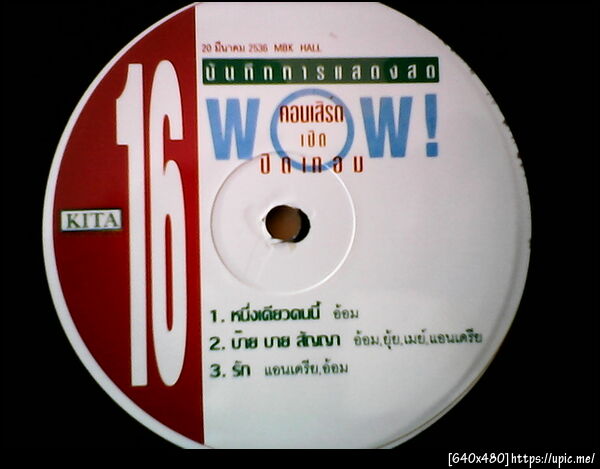 20 มีนาคม 2536 MBK HALL
บันทึกการแสดงสด
WOW!
คอนเสิร์ต
เปิด
ปิดเทอม
16
KITA
1. หนึ่งเดียวคนนี้ อ้อม
2. บ๊าย บาย สัญญา อ้อม,ยุ้ย,เมย์,แอนเดรีย
3. รัก แอนเดรีย,อ้อม
[640x480]https://upic.me/